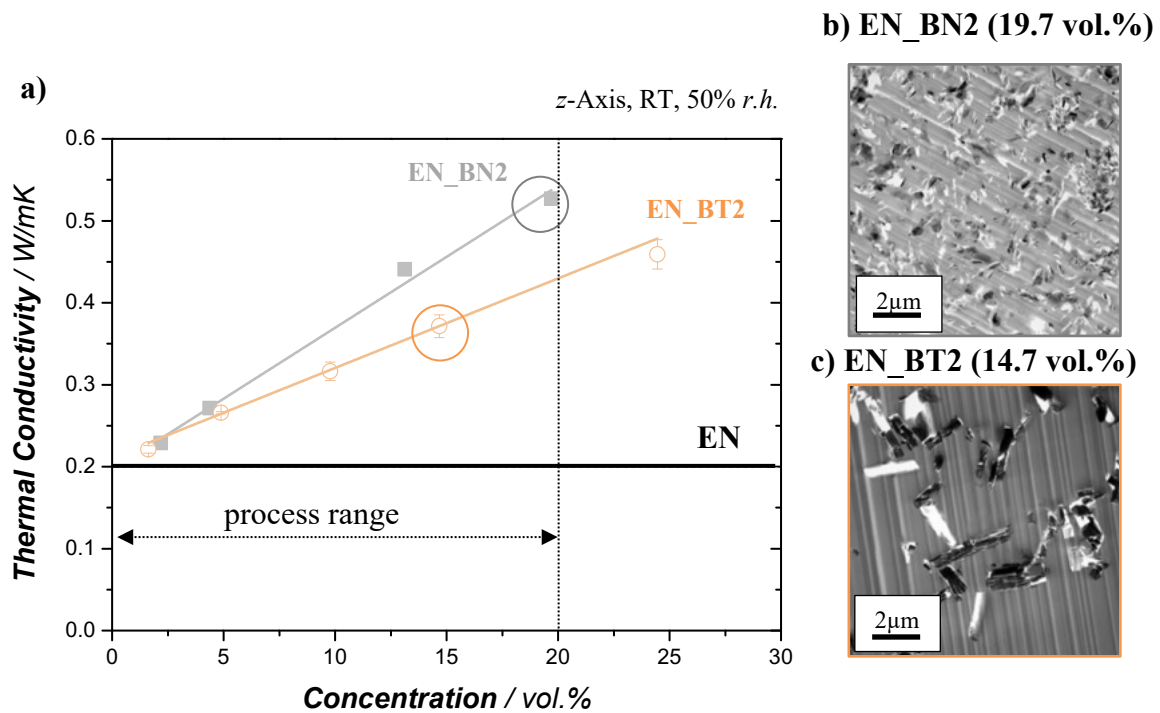 a)
z-Axis, RT, 50% r.h.
Thermal Conductivity / W/mK
0.6
0.5
0.4
0.3
0.2
0.1
0.0
EN_BN2
EN_BT2
EN
process range
0
5
10
15
20
25
30
Concentration / vol.%
b) EN_BN2 (19.7 vol.%)
2µm
c) EN_BT2 (14.7 vol.%)
2µm